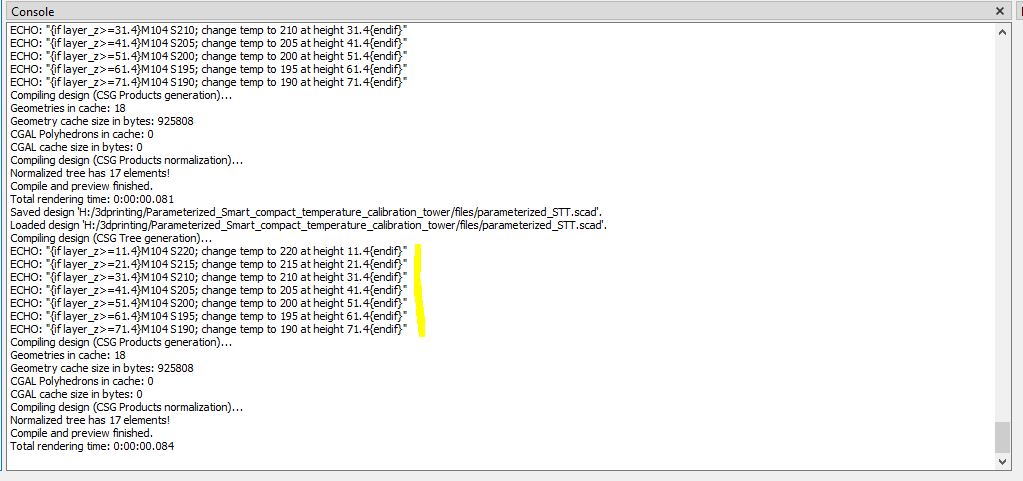 Console
ECHO: "{if layer_z>=31.4}M104 S210; change temp to 210 at height 31.4{endif}"
ECHO: "{if layer_z>=41.4}M104 S205; change temp to 205 at height 41.4{endif}"
ECHO: "{if layer_z>=51.4}M104 S200; change temp to 200 at height 51.4{endif}"
ECHO: "{if layer_z>=61.4}M104 S195; change temp to 195 at height 61.4{endif}"
ECHO: "{if layer_z>=71.4}M104 S190; change temp to 190 at height 71.4{endif}"
Compiling design (CSG Products generation)...
Geometries in cache: 18
Geometry cache size in bytes: 925808
CGAL Polyhedrons in cache: 0
CGAL cache size in bytes: 0
Compiling design (CSG Products normalization)...
Normalized tree has 17 elements!
Compile and preview finished.
Total rendering time: 0:00:00.081
Saved design 'H:/3dprinting/Parameterized_Smart_compact_temperature_calibration_tower/files/parameterized_STT.scad'.
Loaded design 'H:/3dprinting/Parameterized_Smart_compact_temperature_calibration_tower/files/parameterized_STT.scad'.
Compiling design (CSG Tree generation)...
ECHO: "{if layer_z>=11.4}M104 S220; change temp to 220 at height 11.4{endif}"
ECHO: "{if layer_z>=21.4}M104 S215; change temp to 215 at height 21.4{endif}"
ECHO: "{if layer_z>=31.4}M104 S210; change temp to 210 at height 31.4{endif}"
ECHO: "{if layer_z>=41.4}M104 S205; change temp to 205 at height 41.4{endif}"
ECHO: "{if layer_z>=51.4}M104 S200; change temp to 200 at height 51.4{endif}"
ECHO: "{if layer_z>=61.4}M104 S195; change temp to 195 at height 61.4{endif}"
ECHO: "{if layer_z>=71.4}M104 S190; change temp to 190 at height 71.4{endif}"
Compiling design (CSG Products generation)...
Geometries in cache: 18
Geometry cache size in bytes: 925808
CGAL Polyhedrons in cache: 0
CGAL cache size in bytes: 0
Compiling design (CSG Products normalization)...
Normalized tree has 17 elements!
Compile and preview finished.
Total rendering time: 0:00:00.084